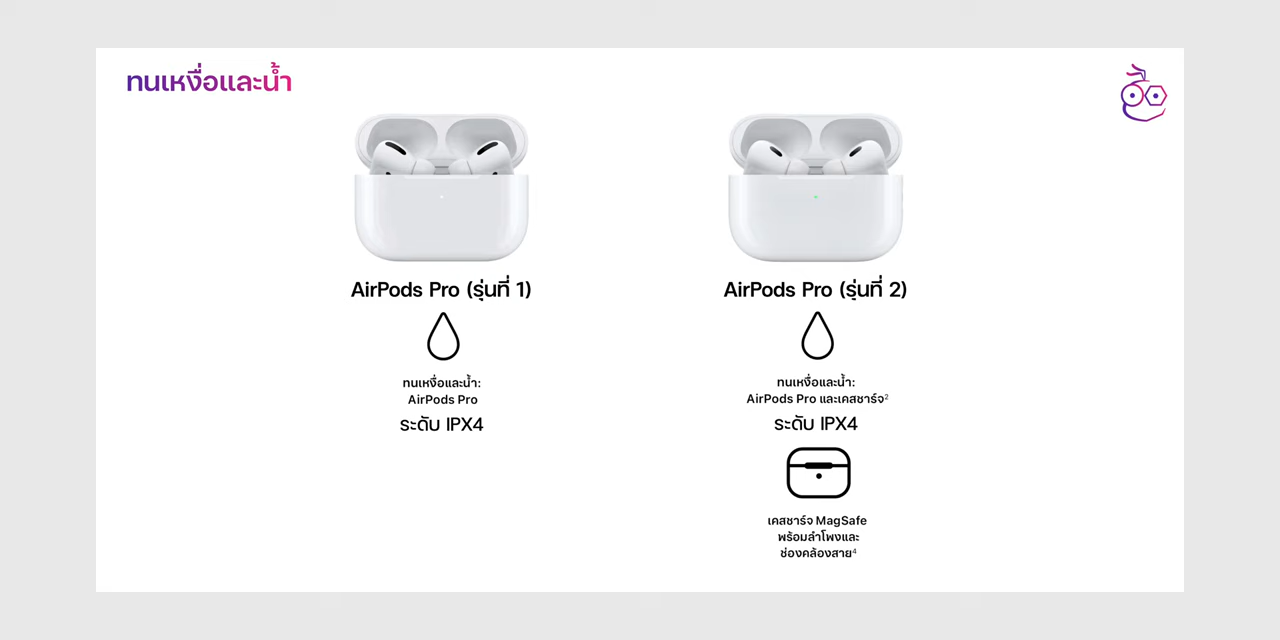 ทนเหงื่อและน้ำ
AirPods Pro (รุ่นที่ 1)
ทนเหงื่อและน้ำ:
AirPods Pro
ระดับ IPX4
AirPods Pro (รุ่นที่ 2)
ทนเหงื่อและน้ำ:
AirPods Pro และเคสชาร์จ²
ระดับ IPX4
เคสชาร์จ MagSafe
พร้อมลำโพงและ
ช่องคล้องสาย⁴